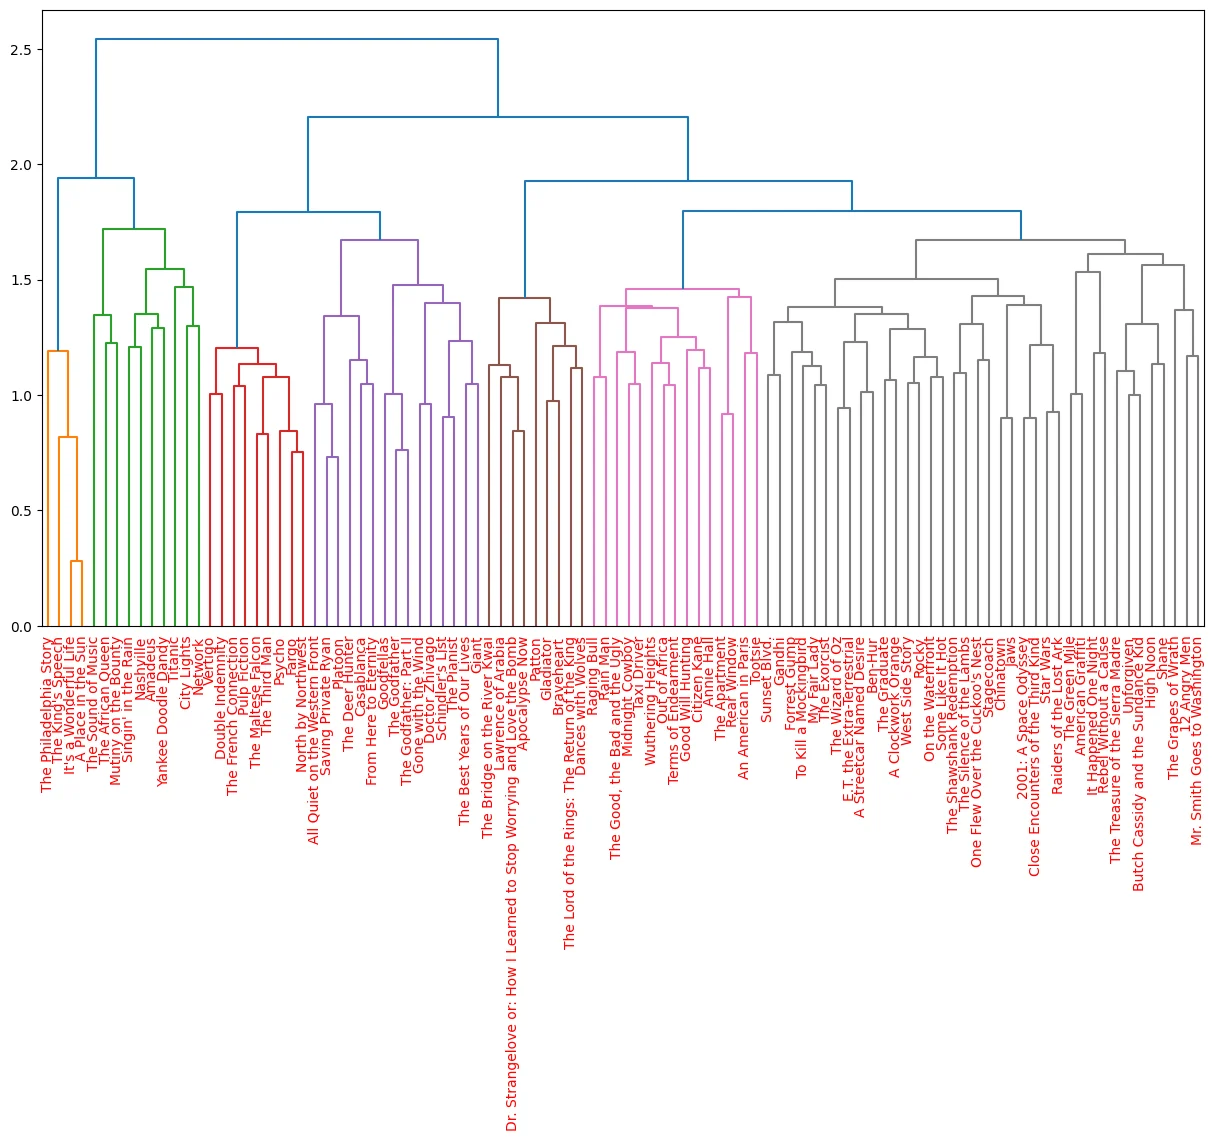 2.5
2.0
1.5
1.0
0.5
0.0
The Philadelphia Story
The King's Speech
It's a Wonderful Life
A Place in the Sun
The Sound of Music
The African Queen
Mutiny on the Bounty
Singin' in the Rain
Nashville
Amadeus
Yankee Doodle Dandy
Titanic
City Lights
Network
Vertigo
Double Indemnity
The French Connection
Pulp Fiction
The Maltese Falcon
The Third Man
Psycho
Fargo
North by Northwest
All Quiet on the Western Front
Saving Private Ryan
Platoon
The Deer Hunter
Casablanca
From Here to Eternity
Goodfellas
The Godfather
The Godfather: Part II
Gone with the Wind
Doctor Zhivago
Schindler's List
The Pianist
The Best Years of Our Lives
Giant
The Bridge on the River Kwai
Lawrence of Arabia
Dr. Strangelove or: How I Learned to Stop Worrying and Love the Bomb
Apocalypse Now
Patton
Gladiator
Braveheart
The Lord of the Rings: The Return of the King
Dances with Wolves
Raging Bull
Rain Man
The Good, the Bad and the Ugly
Midnight Cowboy
Taxi Driver
Wuthering Heights
Out of Africa
Terms of Endearment
Good Will Hunting
Citizen Kane
Annie Hall
The Apartment
Rear Window
An American in Paris
Tootsie
Sunset Blvd.
Gandhi
Forrest Gump
To Kill a Mockingbird
My Fair Lady
The Exorcist
The Wizard of Oz
E.T. the Extra-Terrestrial
A Streetcar Named Desire
Ben-Hur
The Graduate
A Clockwork Orange
West Side Story
Rocky
On the Waterfront
Some Like It Hot
The Shawshank Redemption
The Silence of the Lambs
One Flew Over the Cuckoo's Nest
Stagecoach
Chinatown
Jaws
2001: A Space Odyssey
Close Encounters of the Third Kind
Star Wars
Raiders of the Lost Ark
The Green Mile
American Graffiti
It Happened One Night
Rebel Without a Cause
The Treasure of the Sierra Madre
Unforgiven
Butch Cassidy and the Sundance Kid
High Noon
Shane
The Grapes of Wrath
12 Angry Men
Mr. Smith Goes to Washington